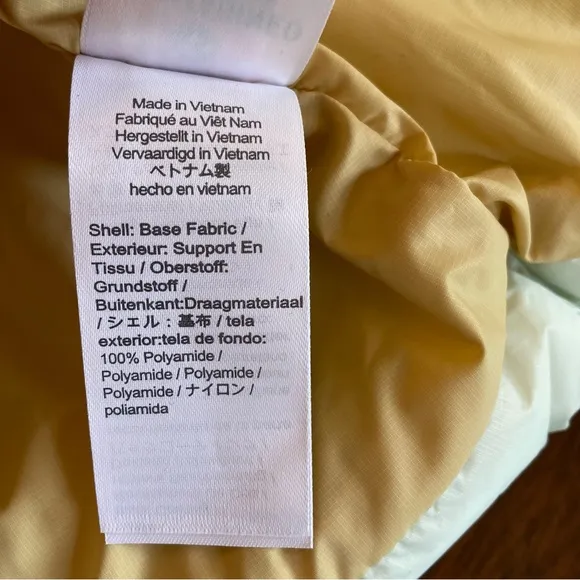 Made in Vietnam
Fabriqué au Viêt Nam
Hergestellt in Vietnam
Vervaardigd in Vietnam
ベトナム製
hecho en vietnam
Shell: Base Fabric /
Exterieur: Support En
Tissu / Oberstoff:
Grundstoff /
Buitenkant:Draagmateriaal
/ シェル：基布 / tela
exterior:tela de fondo:
100% Polyamide /
Polyamide / Polyamide /
Polyamide / ナイロン /
poliamida